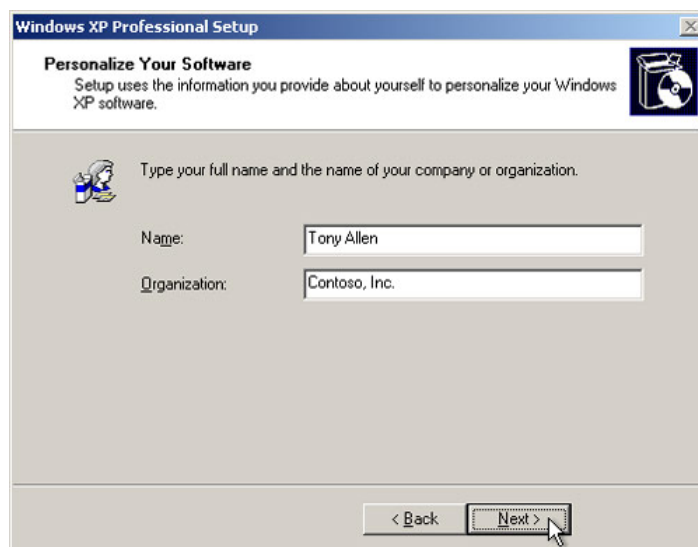 Windows XP Professional Setup
Personalize Your Software
Setup uses the information you provide about yourself to personalize your Windows
XP software.
Type your full name and the name of your company or organization.
Name:
Tony Allen
Organization:
Contoso, Inc.
< Back
Next >